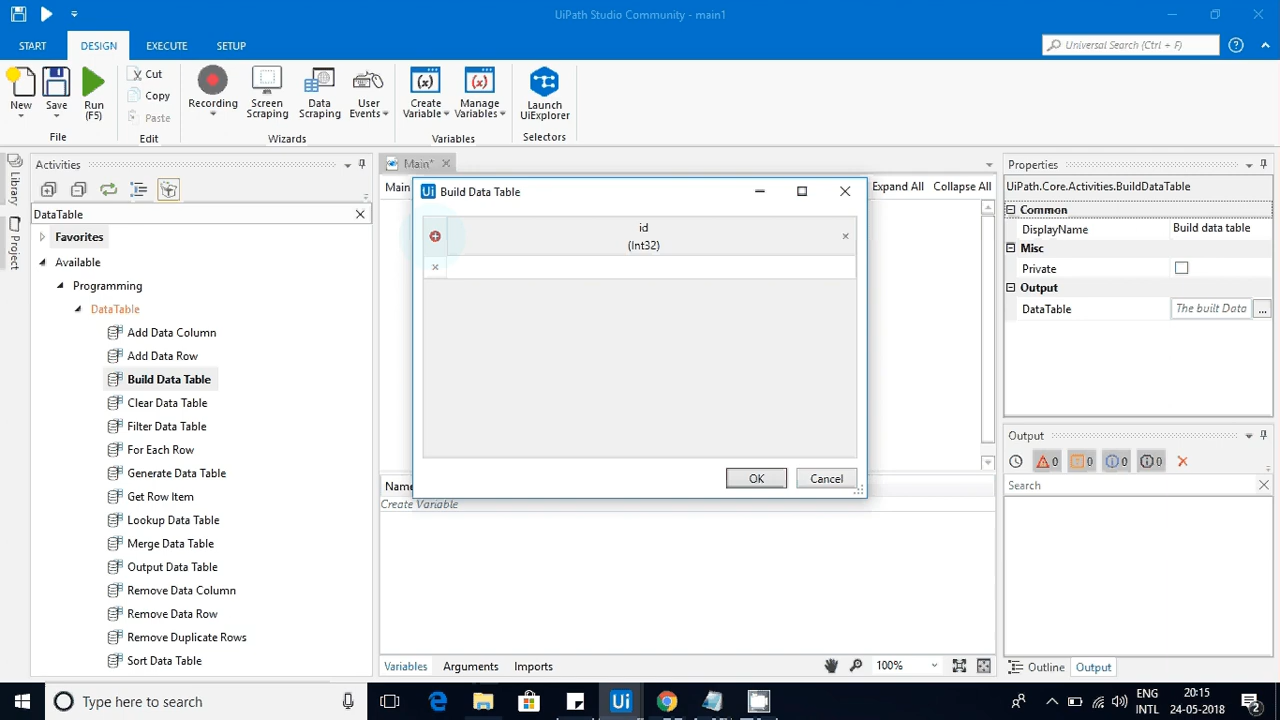 UiPath Studio Community - main1
START
DESIGN
EXECUTE
SETUP
Universal Search (Ctrl + F)
New
Save
Run
(F5)
Cut
Copy
Paste
Recording
Screen
Scraping
Data
Scraping
User
Events
Create
Variable
Manage
Variables
Launch
UiExplorer
File
Edit
Wizards
Variables
Selectors
Library
Project
Activities
DataTable
Favorites
Available
Programming
DataTable
Add Data Column
Add Data Row
Build Data Table
Clear Data Table
Filter Data Table
For Each Row
Generate Data Table
Get Row Item
Lookup Data Table
Merge Data Table
Output Data Table
Remove Data Column
Remove Data Row
Remove Duplicate Rows
Sort Data Table
Main*
Main
Expand All
Collapse All
Ui Build Data Table
id
(Int32)
OK
Cancel
Name
Create Variable
Variables
Arguments
Imports
100%
Properties
UiPath.Core.Activities.BuildDataTable
Common
DisplayName
Build data table
Misc
Private
Output
DataTable
The built Data
...
Output
0
0
0
0
Search
Outline
Output
Type here to search
Ui
ENG
INTL
20:15
24-05-2018
2